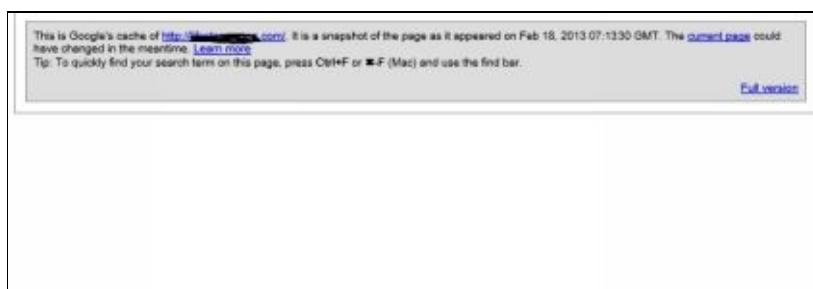 This is Google's cache of http:// .com/. It is a snapshot of the page as it appeared on Feb 18, 2013 07:13:30 GMT. The current page could
have changed in the meantime. Learn more
Tip: To quickly find your search term on this page, press Ctrl+F or ⌘-F (Mac) and use the find bar.
Full version